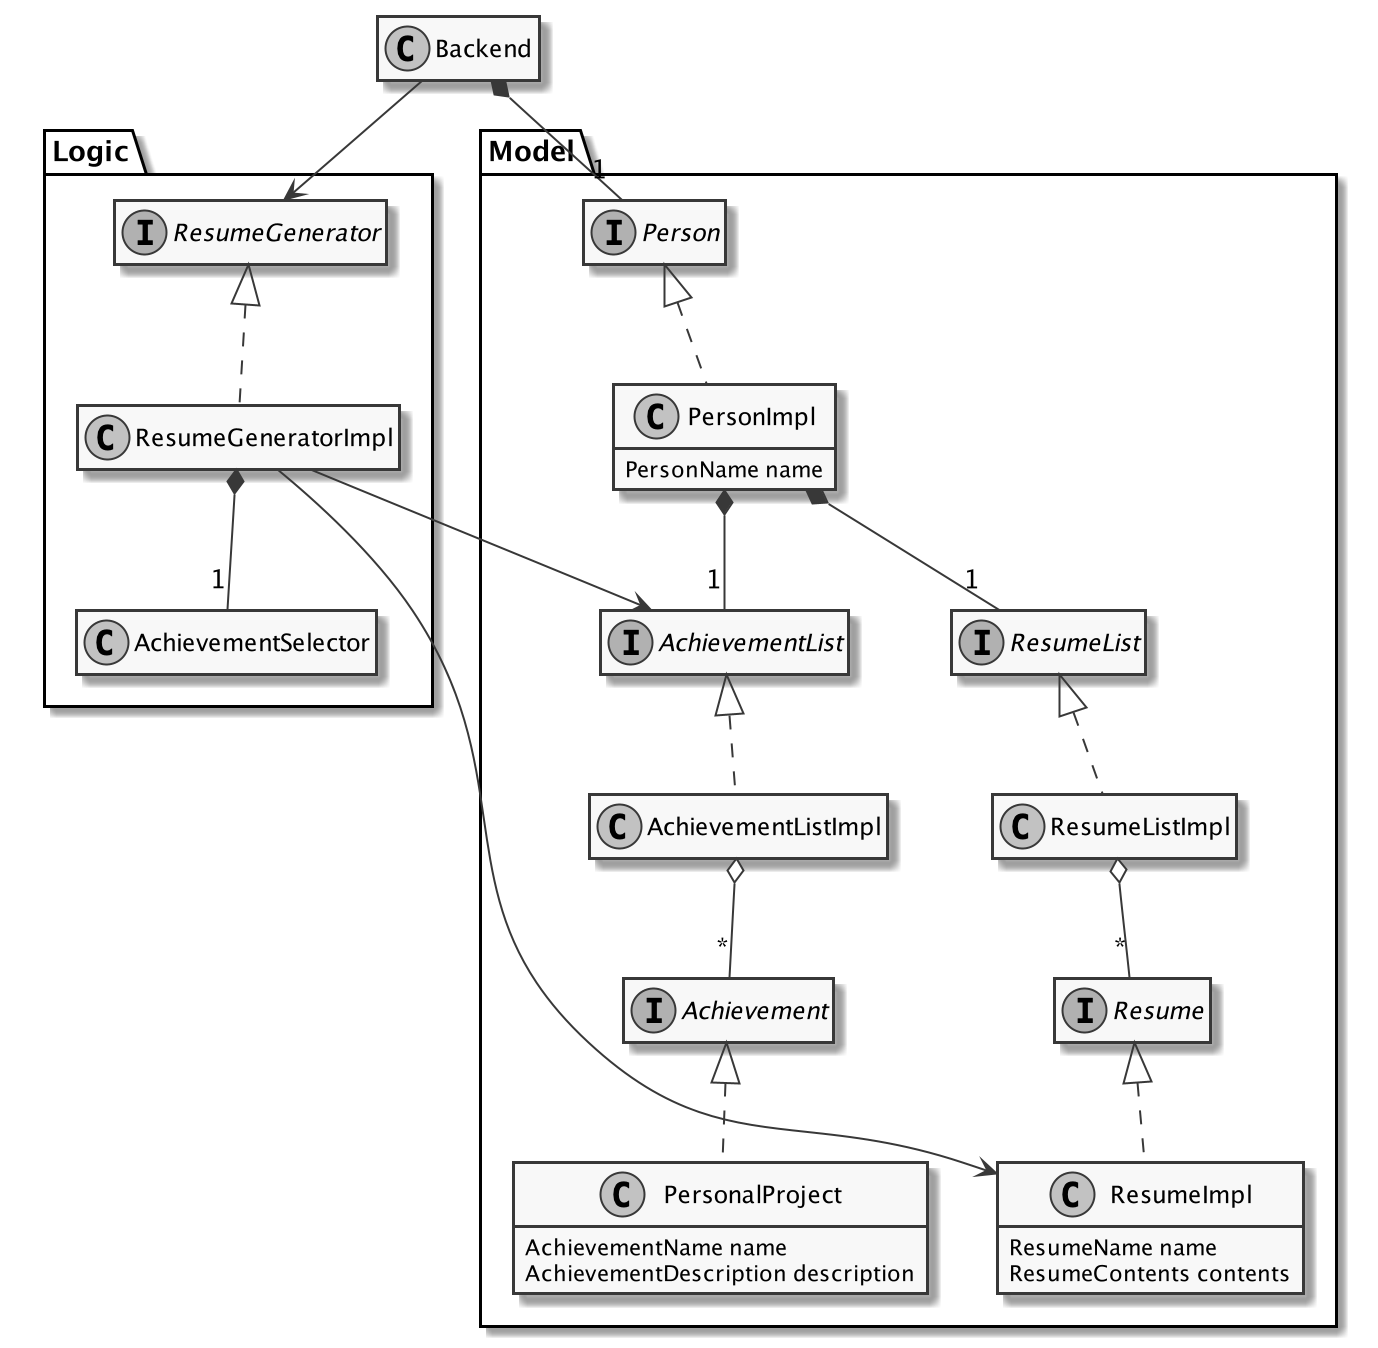 C Backend
Logic
Model
1
I ResumeGenerator
I Person
C PersonImpl
PersonName name
C ResumeGeneratorImpl
1
1
1
C AchievementSelector
I AchievementList
I ResumeList
C AchievementListImpl
C ResumeListImpl
*
*
I Achievement
I Resume
C PersonalProject
AchievementName name
AchievementDescription description
C ResumeImpl
ResumeName name
ResumeContents contents